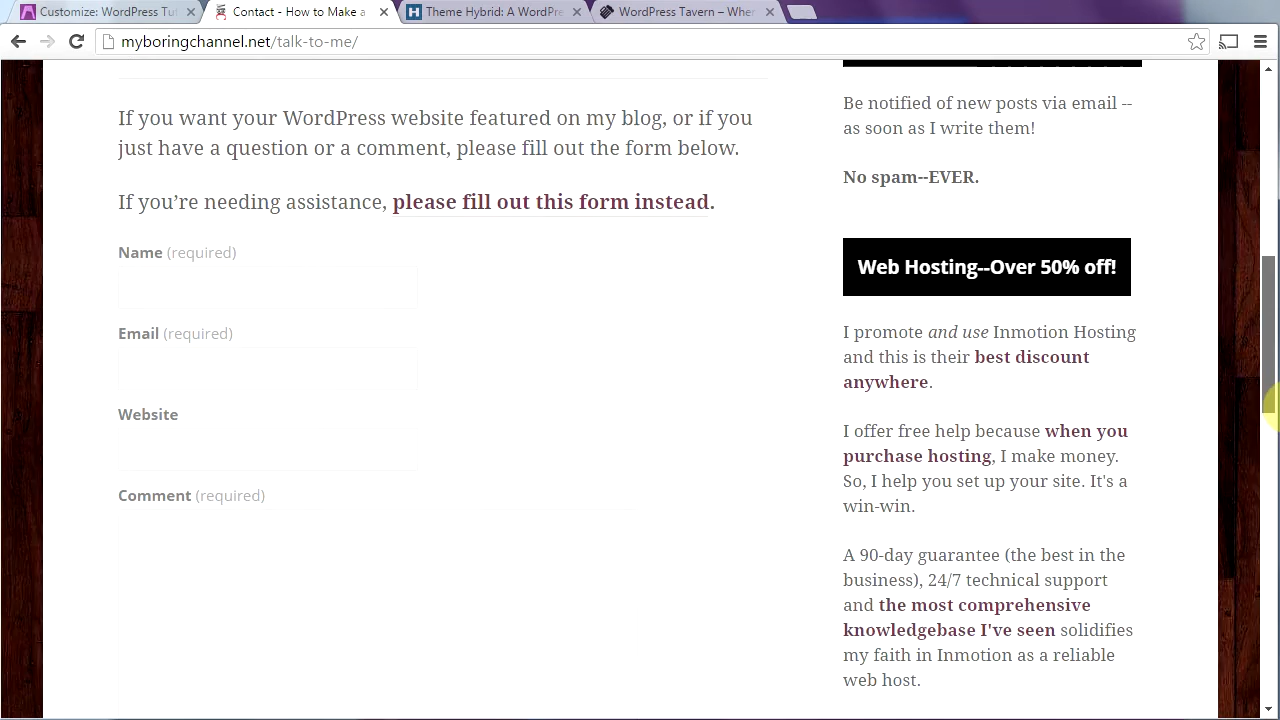 Customize: WordPress Tut
Contact - How to Make a
Theme Hybrid: A WordPre
WordPress Tavern – Wher
myboringchannel.net/talk-to-me/
If you want your WordPress website featured on my blog, or if you
just have a question or a comment, please fill out the form below.
If you’re needing assistance, please fill out this form instead.
Name (required)
Email (required)
Website
Comment (required)
Be notified of new posts via email --
as soon as I write them!
No spam--EVER.
Web Hosting--Over 50% off!
I promote and use Inmotion Hosting
and this is their best discount
anywhere.
I offer free help because when you
purchase hosting, I make money.
So, I help you set up your site. It's a
win-win.
A 90-day guarantee (the best in the
business), 24/7 technical support
and the most comprehensive
knowledgebase I've seen solidifies
my faith in Inmotion as a reliable
web host.